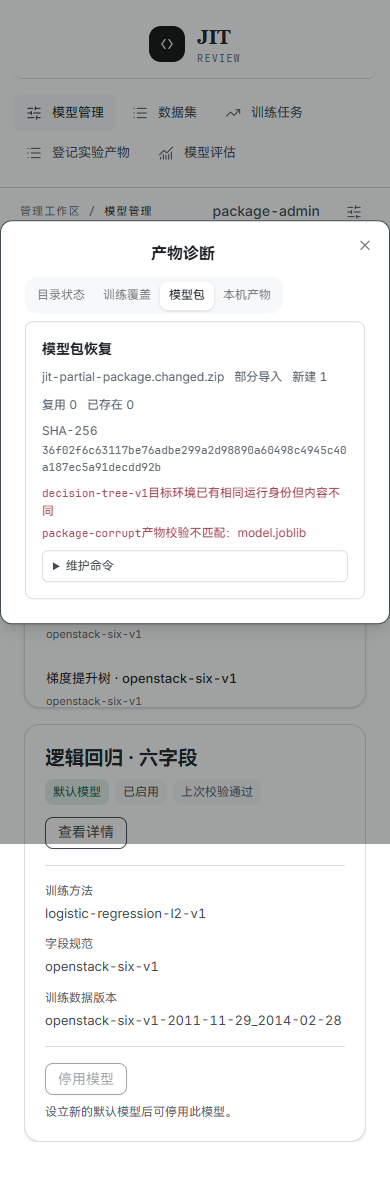 JIT
REVIEW
模型管理
数据集
训练任务
登记实验产物
模型评估
管理工作区 / 模型管理
package-admin
产物诊断
目录状态
训练覆盖
模型包
本机产物
模型包恢复
jit-partial-package.changed.zip 部分导入 新建 1
复用 0 已存在 0
SHA-256
36f02f6c63117be76adbe299a2d98890a60498c4945c40
a187ec5a91decdd92b
decision-tree-v1目标环境已有相同运行身份但内容不
同
package-corrupt产物校验不匹配：model.joblib
维护命令
openstack-six-v1
梯度提升树 · openstack-six-v1
openstack-six-v1
逻辑回归 · 六字段
默认模型
已启用
上次校验通过
查看详情
训练方法
logistic-regression-l2-v1
字段规范
openstack-six-v1
训练数据版本
openstack-six-v1-2011-11-29_2014-02-28
停用模型
设立新的默认模型后可停用此模型。